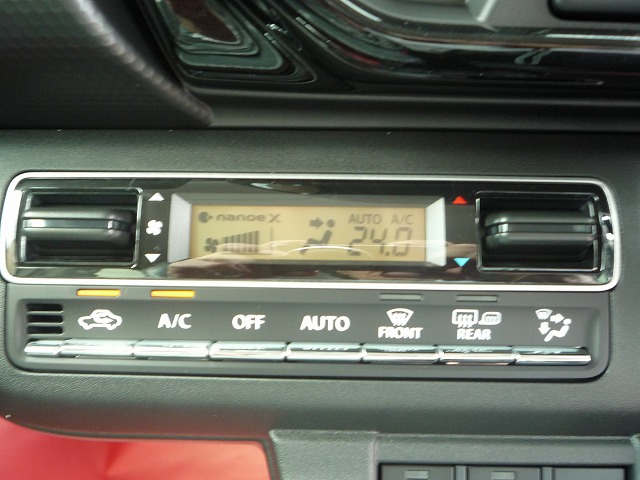 nanoeX AUTO A/C
24.0
A/C OFF AUTO FRONT REAR